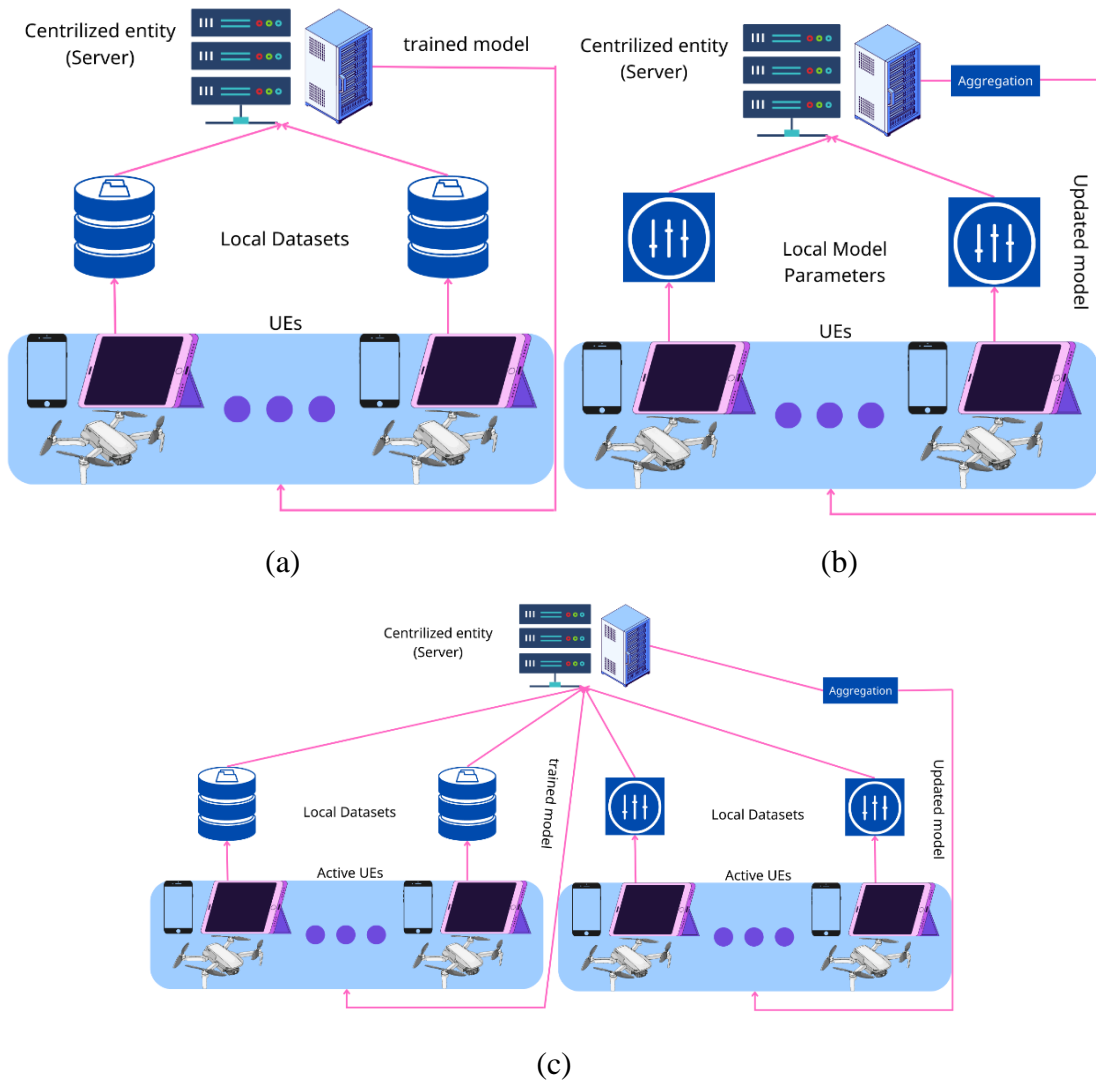 Centrilized entity
(Server)
trained model
Local Datasets
UEs
(a)
Centrilized entity
(Server)
Aggregation
Updated model
Local Model
Parameters
UEs
(b)
Centrilized entity
(Server)
Aggregation
Local Datasets
trained model
Local Datasets
Updated model
Active UEs
Active UEs
(c)